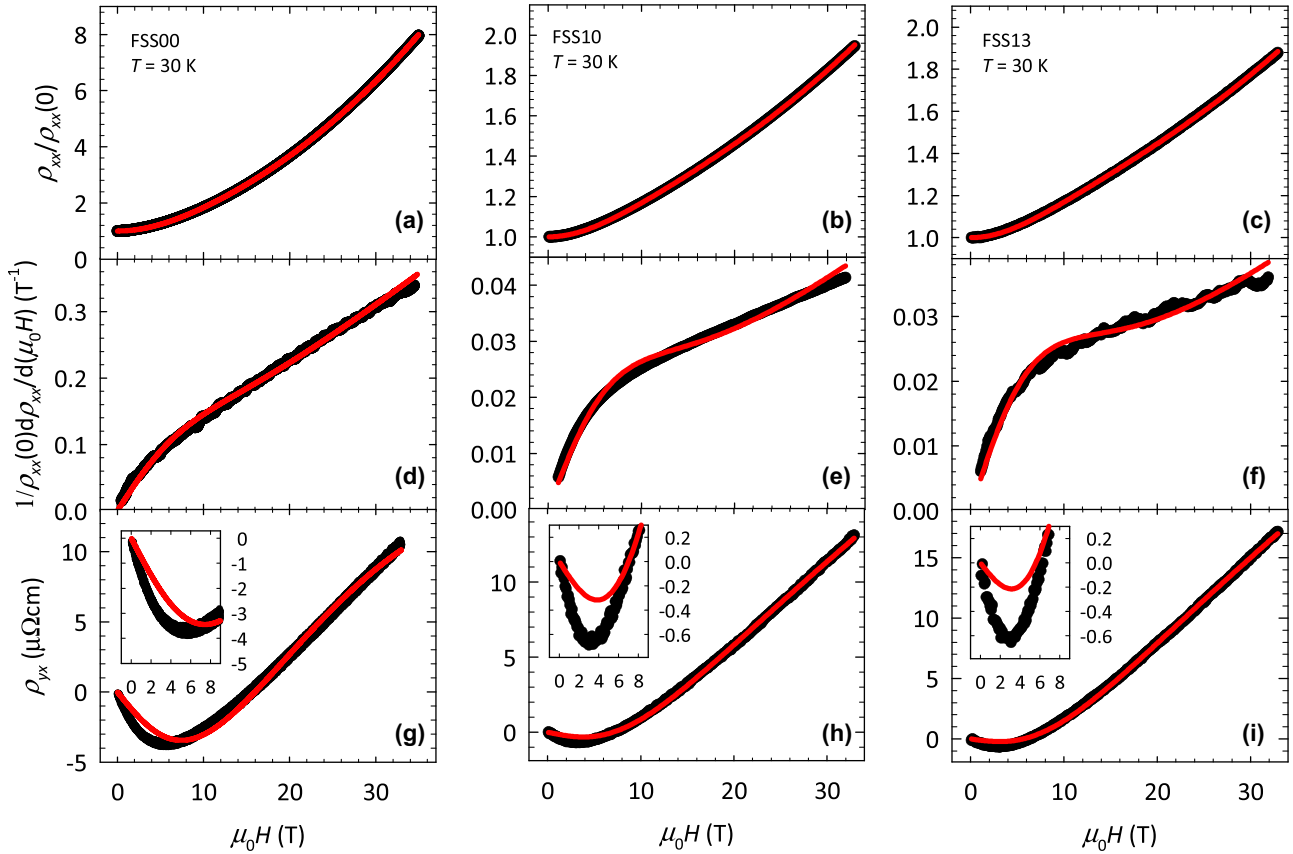 8
6
4
2
0
ρxx/ρxx(0)
FSS00
T = 30 K
(a)
2.0
1.8
1.6
1.4
1.2
1.0
FSS10
T = 30 K
(b)
2.0
1.8
1.6
1.4
1.2
1.0
FSS13
T = 30 K
(c)
0.3
0.2
0.1
0.0
1/ρxx(0)dρxx/d(μ0H) (T⁻¹)
(d)
0.04
0.03
0.02
0.01
0.00
(e)
0.03
0.02
0.01
0.00
(f)
10
5
0
-5
ρyx (μΩcm)
0
-1
-2
-3
-4
-5
0 2 4 6 8
(g)
10
5
0
0.2
0.0
-0.2
-0.4
-0.6
0 2 4 6 8
(h)
15
10
5
0
0.2
0.0
-0.2
-0.4
-0.6
0 2 4 6 8
(i)
0 10 20 30
0 10 20 30
0 10 20 30
μ0H (T)
μ0H (T)
μ0H (T)